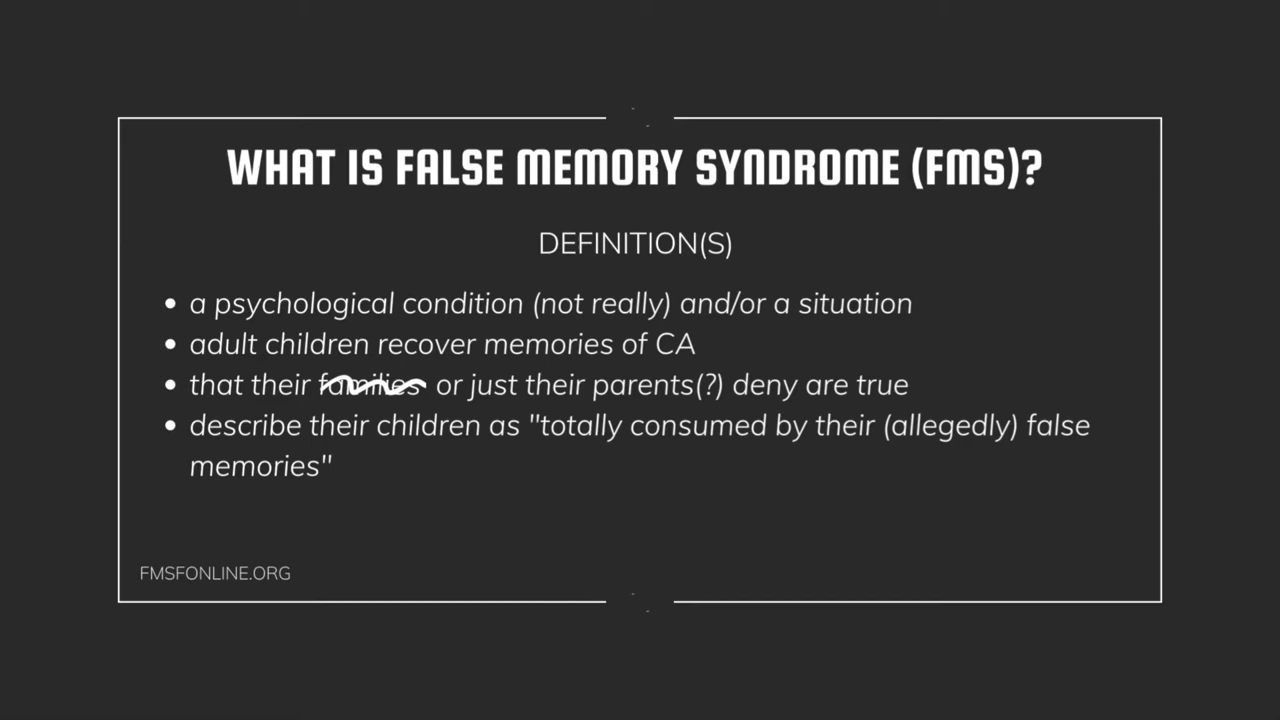 WHAT IS FALSE MEMORY SYNDROME (FMS)?
DEFINITION(S)
• a psychological condition (not really) and/or a situation
• adult children recover memories of CA
• that their families or just their parents(?) deny are true
• describe their children as "totally consumed by their (allegedly) false
memories"
FMSFONLINE.ORG